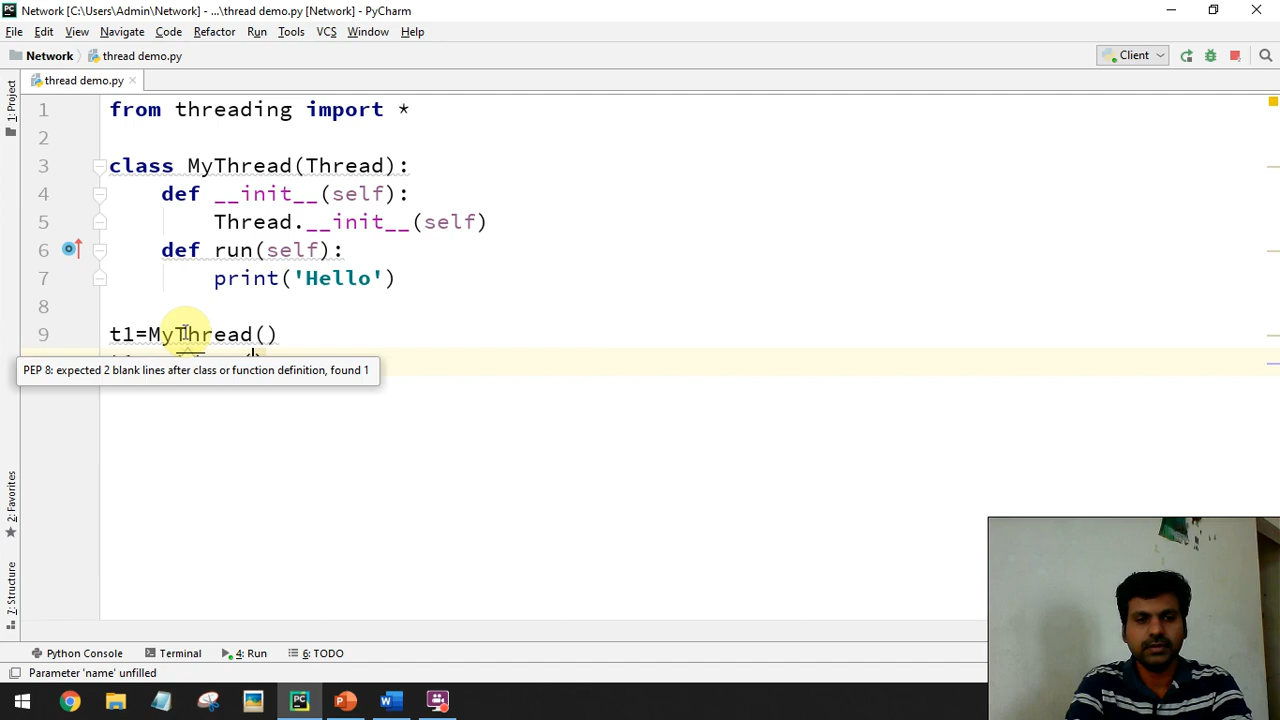 Network [C:\Users\Admin\Network] - ...\thread demo.py [Network] - PyCharm
File Edit View Navigate Code Refactor Run Tools VCS Window Help
Network thread demo.py Client
thread demo.py
1: Project
1 from threading import *
2
3 class MyThread(Thread):
4 def __init__(self):
5 Thread.__init__(self)
6 def run(self):
7 print('Hello')
8
9 t1=MyThread()
PEP 8: expected 2 blank lines after class or function definition, found 1
2: Favorites
7: Structure
Python Console Terminal 4: Run 6: TODO
Parameter 'name' unfilled